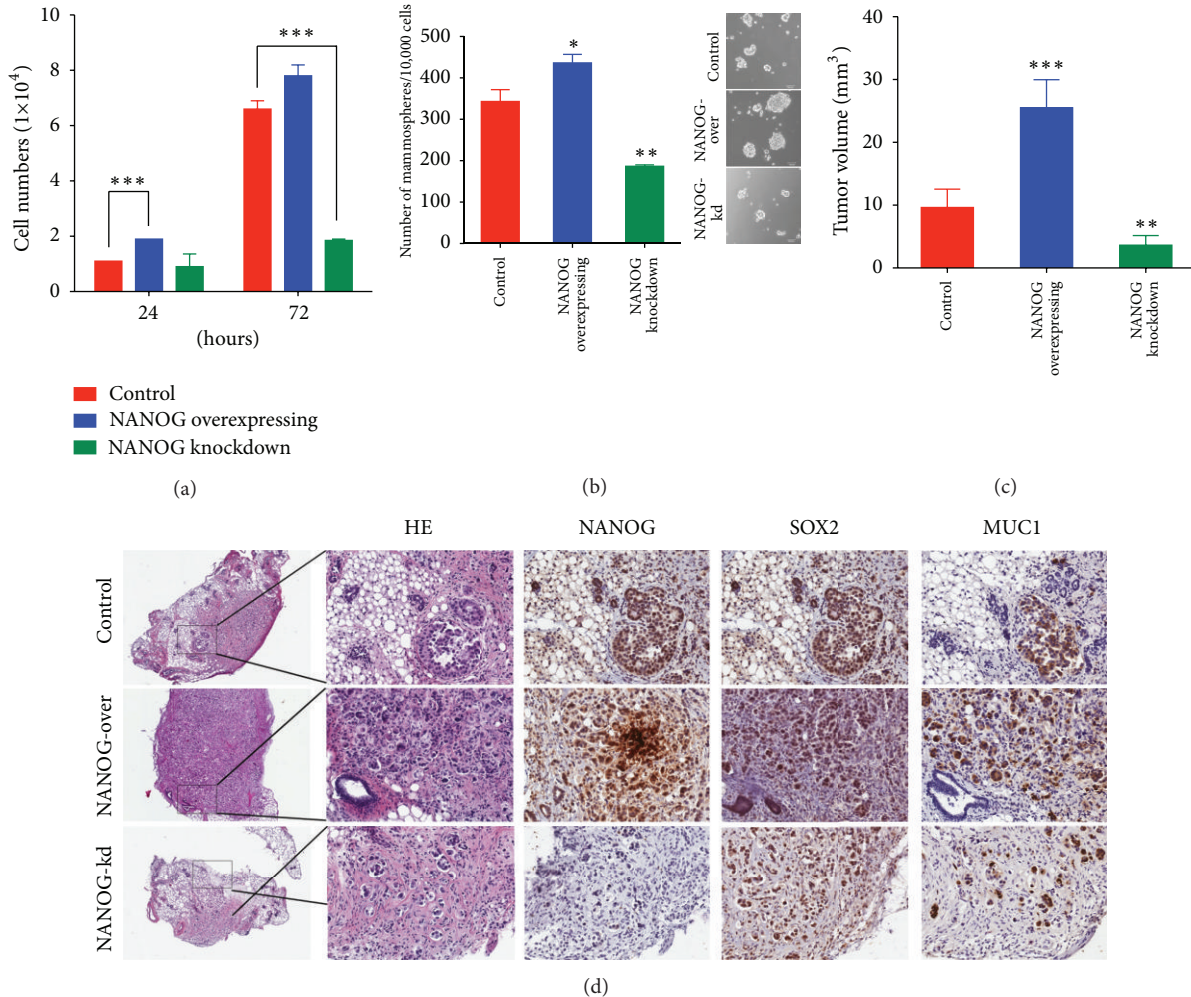 10
8
6
4
2
0
Cell numbers (1×10⁴)
***
***
24
72
(hours)
Control
NANOG overexpressing
NANOG knockdown
(a)
500
400
300
200
100
0
Number of mammospheres/10,000 cells
*
**
Control
NANOG
overexpressing
NANOG
knockdown
Control
NANOG-
over
NANOG-
kd
(b)
40
30
20
10
0
Tumor volume (mm³)
***
**
Control
NANOG
overexpressing
NANOG
knockdown
(c)
HE
NANOG
SOX2
MUC1
Control
NANOG-over
NANOG-kd
(d)